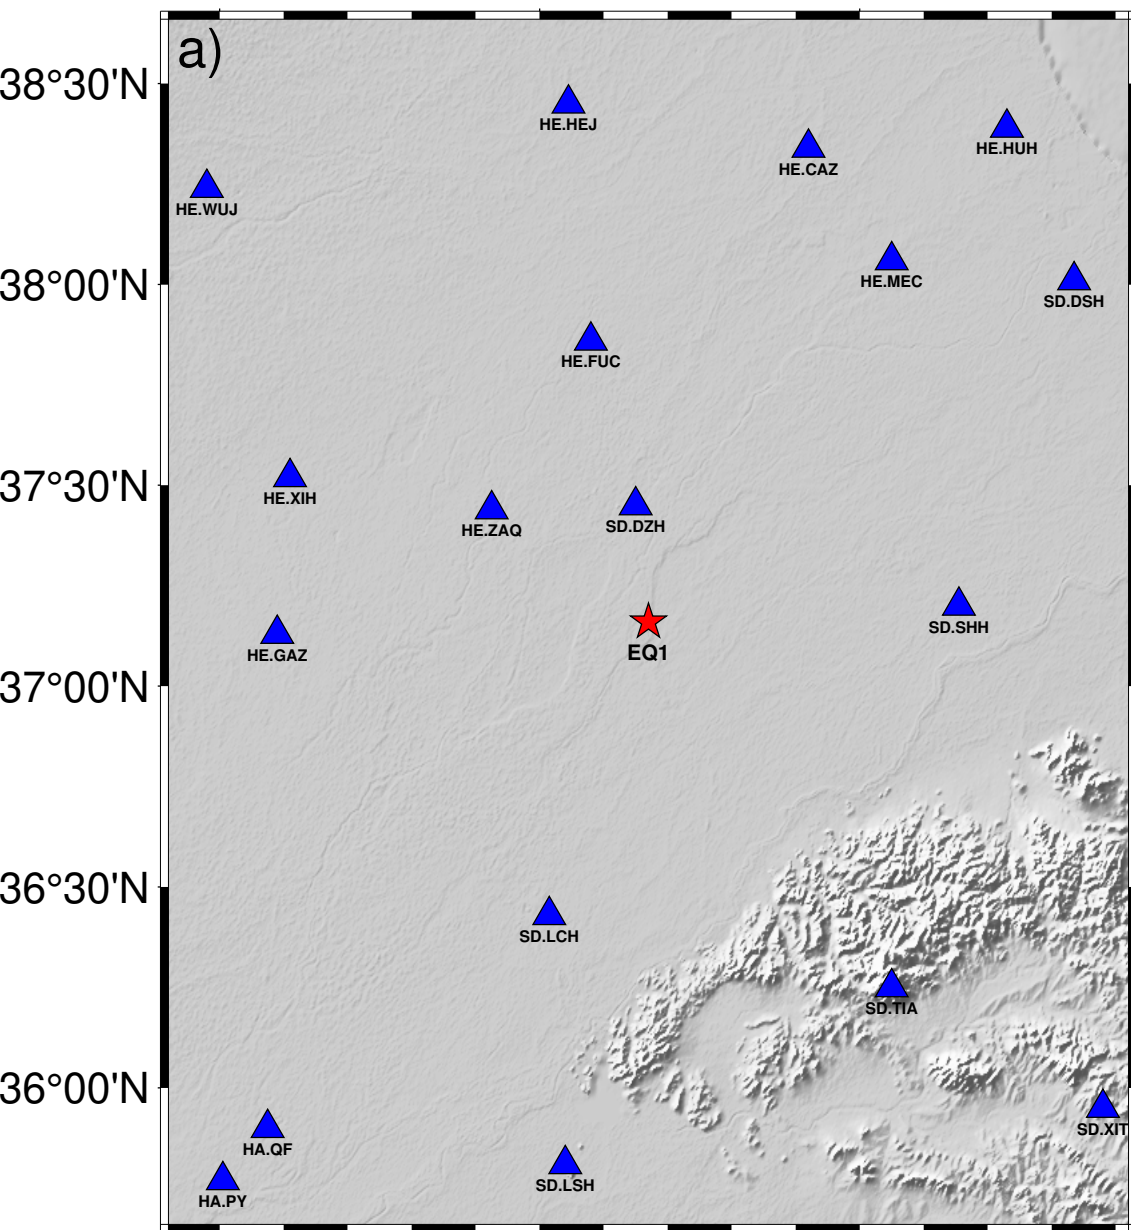 a)
38°30'N
HE.HEJ
HE.HUH
HE.CAZ
HE.WUJ
38°00'N
HE.MEC
SD.DSH
HE.FUC
37°30'N
HE.XIH
HE.ZAQ
SD.DZH
SD.SHH
EQ1
HE.GAZ
37°00'N
36°30'N
SD.LCH
SD.TIA
36°00'N
SD.XIT
HA.QF
SD.LSH
HA.PY